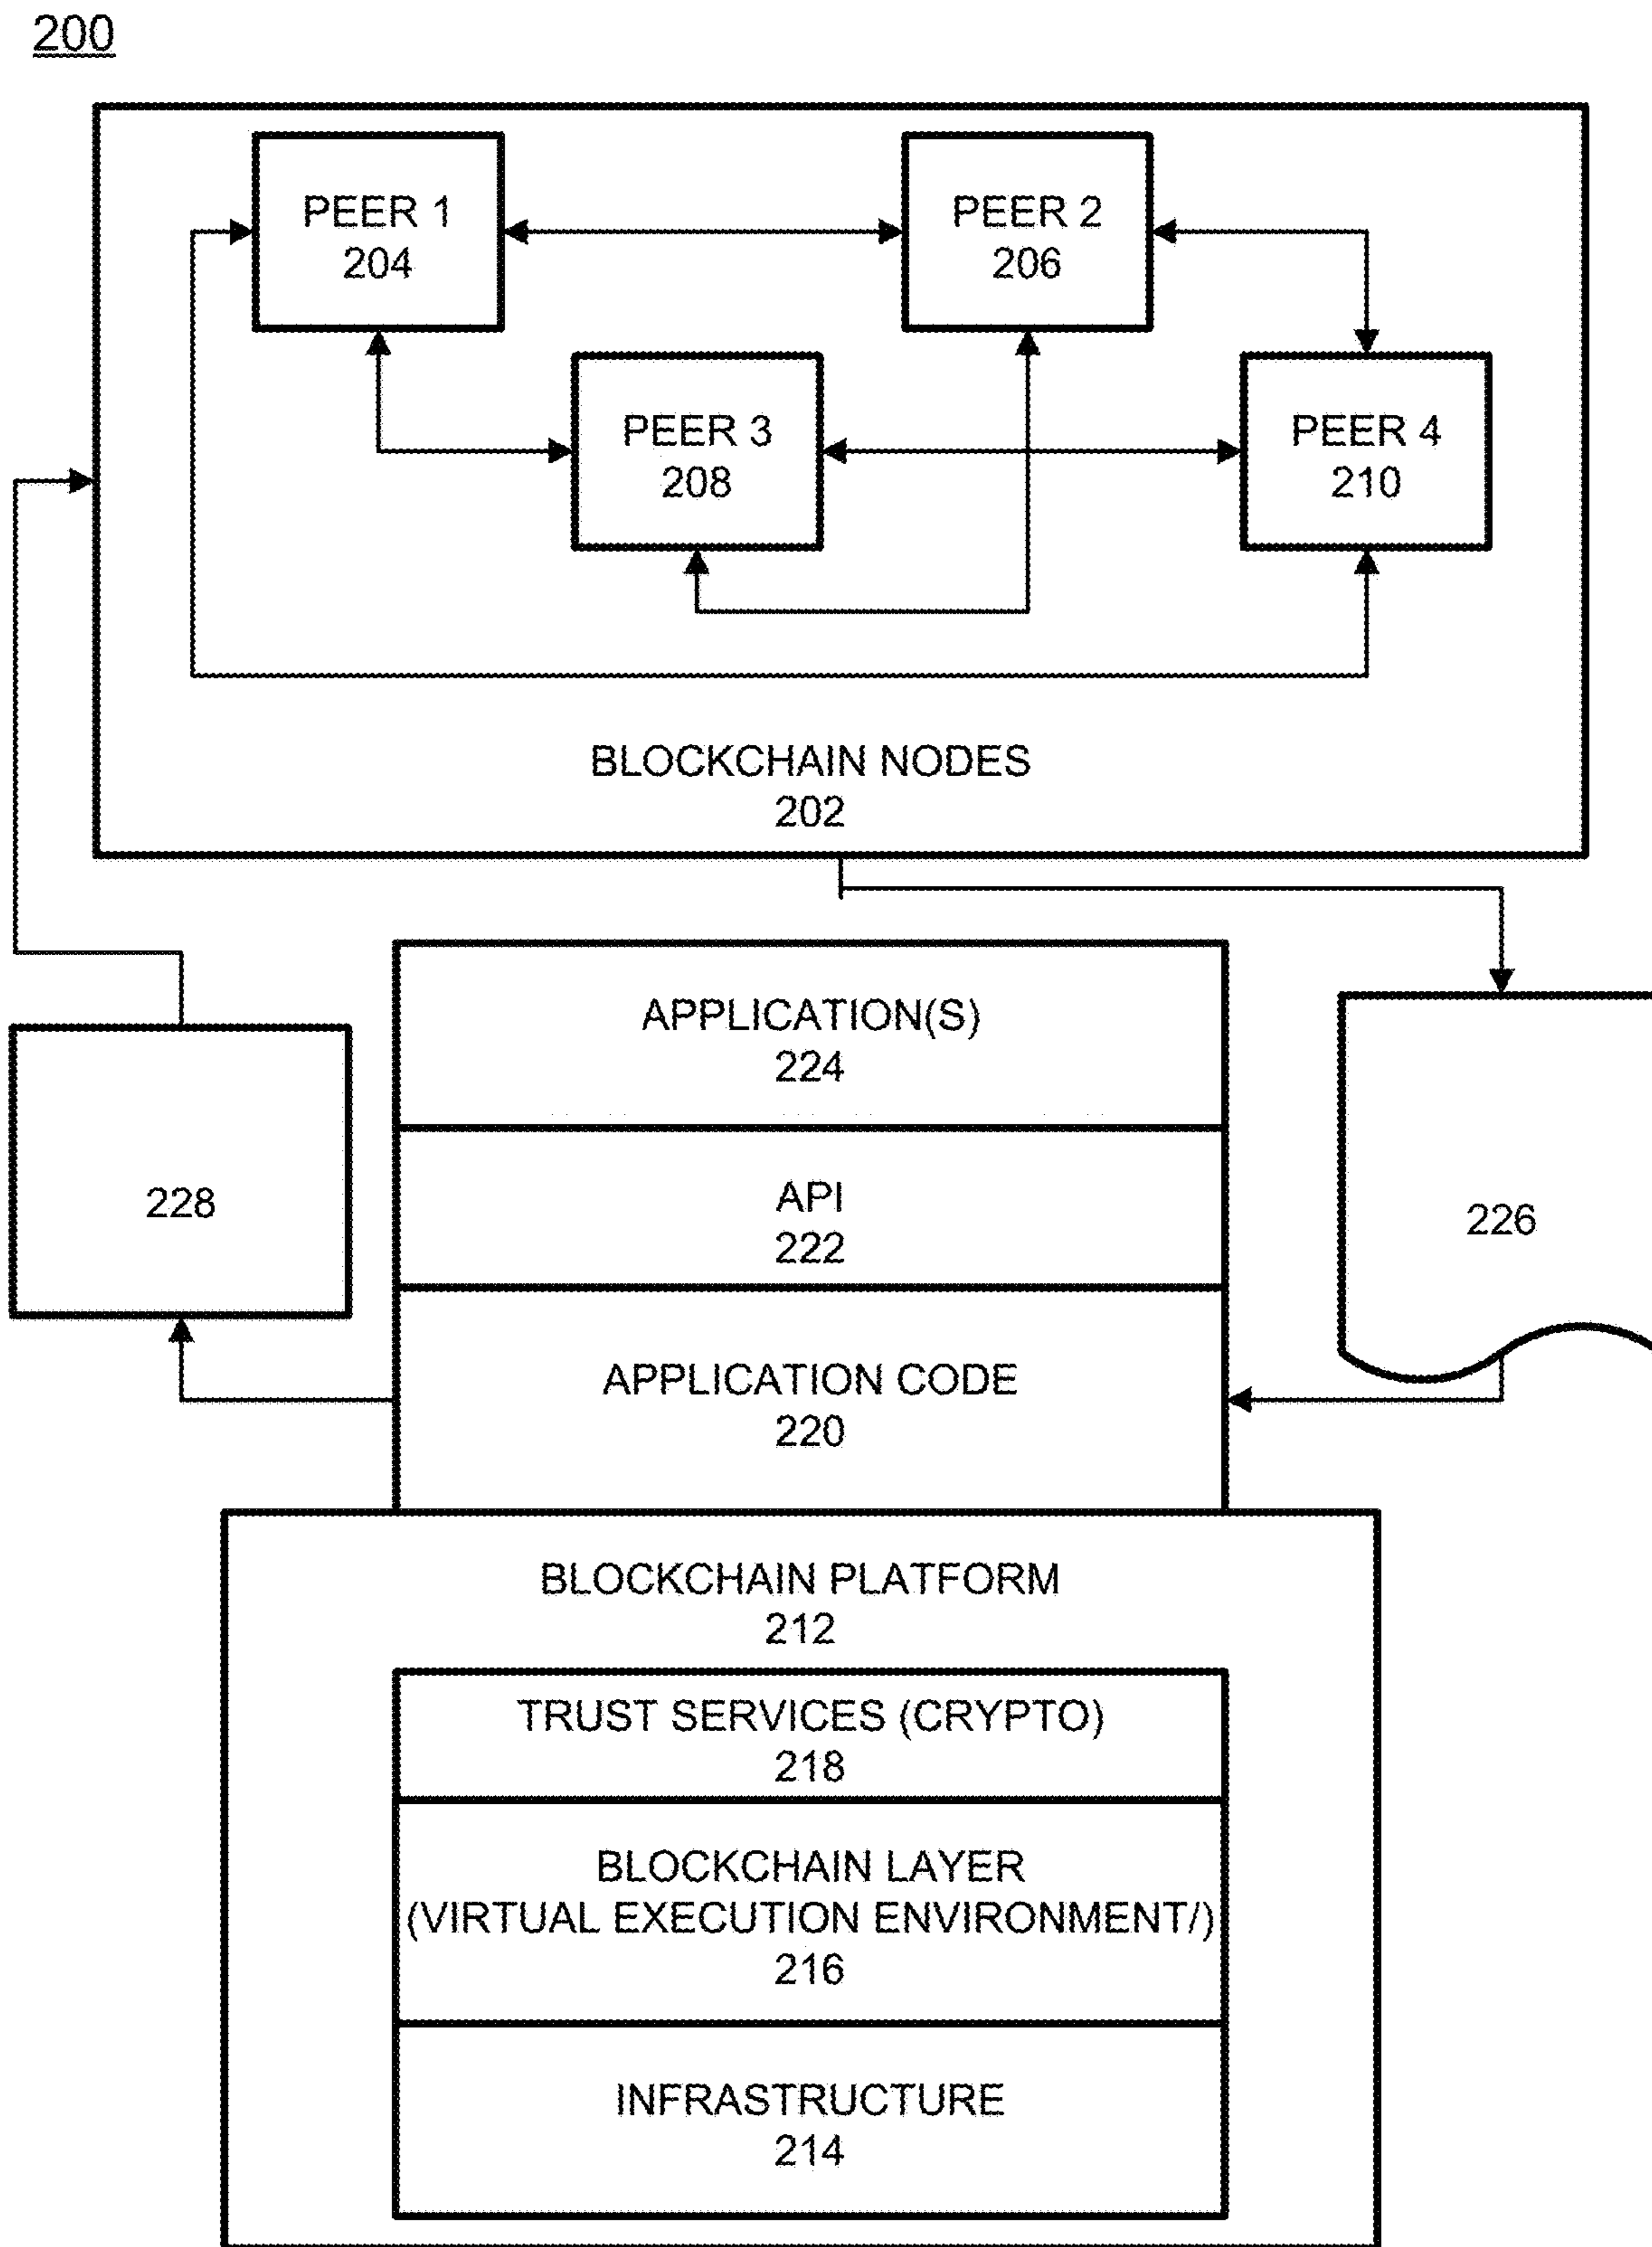 200
PEER 1
204
PEER 2
206
PEER 3
208
PEER 4
210
BLOCKCHAIN NODES
202
APPLICATION(S)
224
API
222
228
226
APPLICATION CODE
220
BLOCKCHAIN PLATFORM
212
TRUST SERVICES (CRYPTO)
218
BLOCKCHAIN LAYER
(VIRTUAL EXECUTION ENVIRONMENT/)
216
INFRASTRUCTURE
214